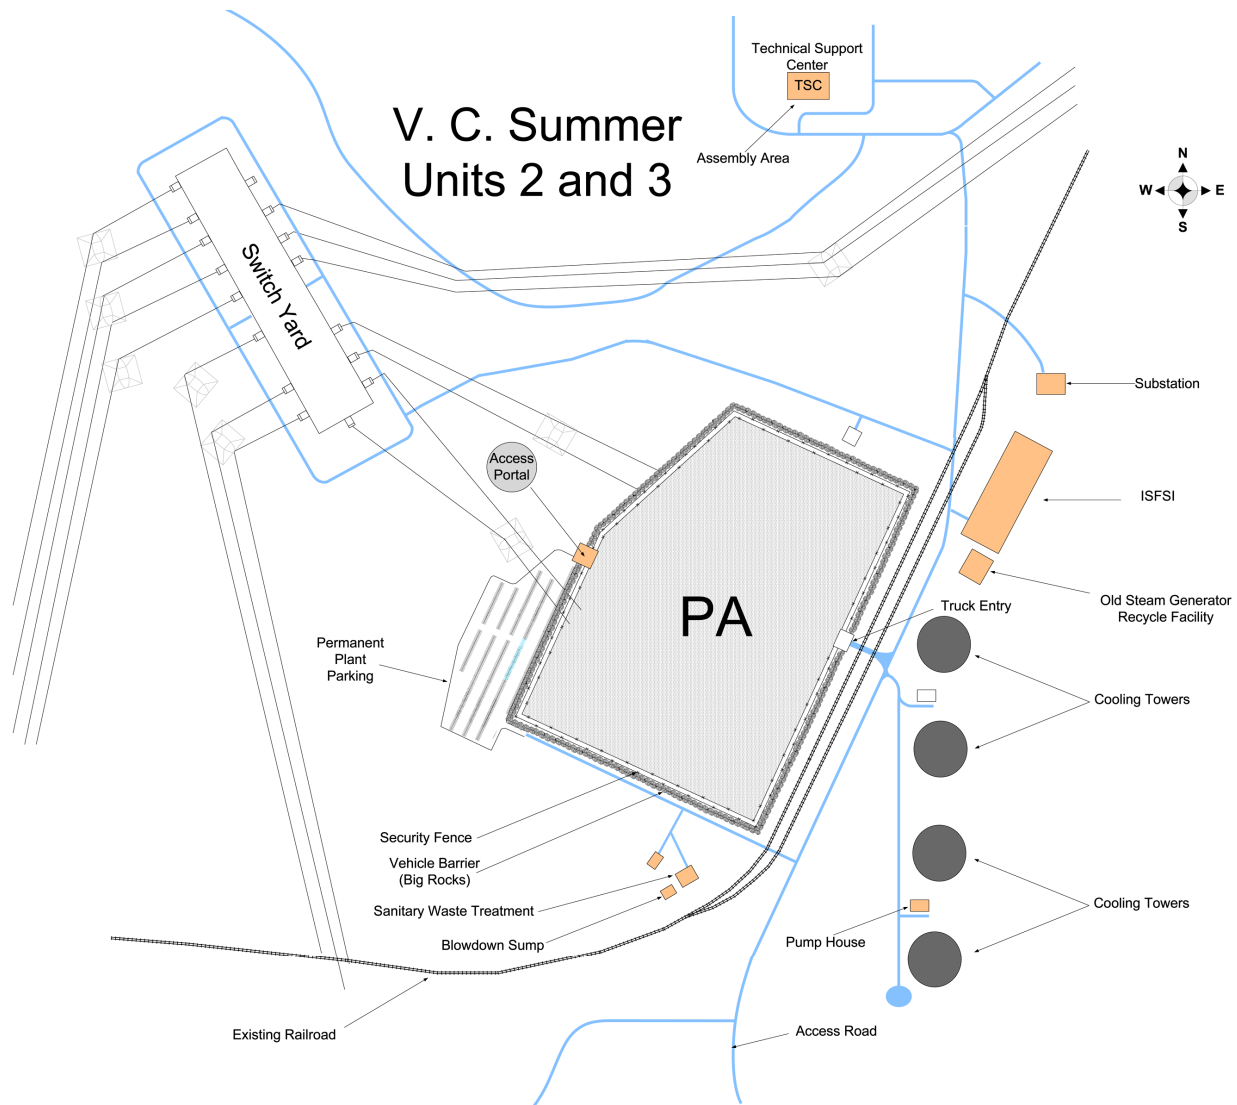 Technical Support
Center
TSC
V. C. Summer
Units 2 and 3
Assembly Area
N
W
E
S
Switch Yard
Substation
Access
Portal
ISFSI
PA
Truck Entry
Old Steam Generator
Recycle Facility
Permanent
Plant
Parking
Cooling Towers
Security Fence
Vehicle Barrier
(Big Rocks)
Sanitary Waste Treatment
Cooling Towers
Blowdown Sump
Pump House
Existing Railroad
Access Road